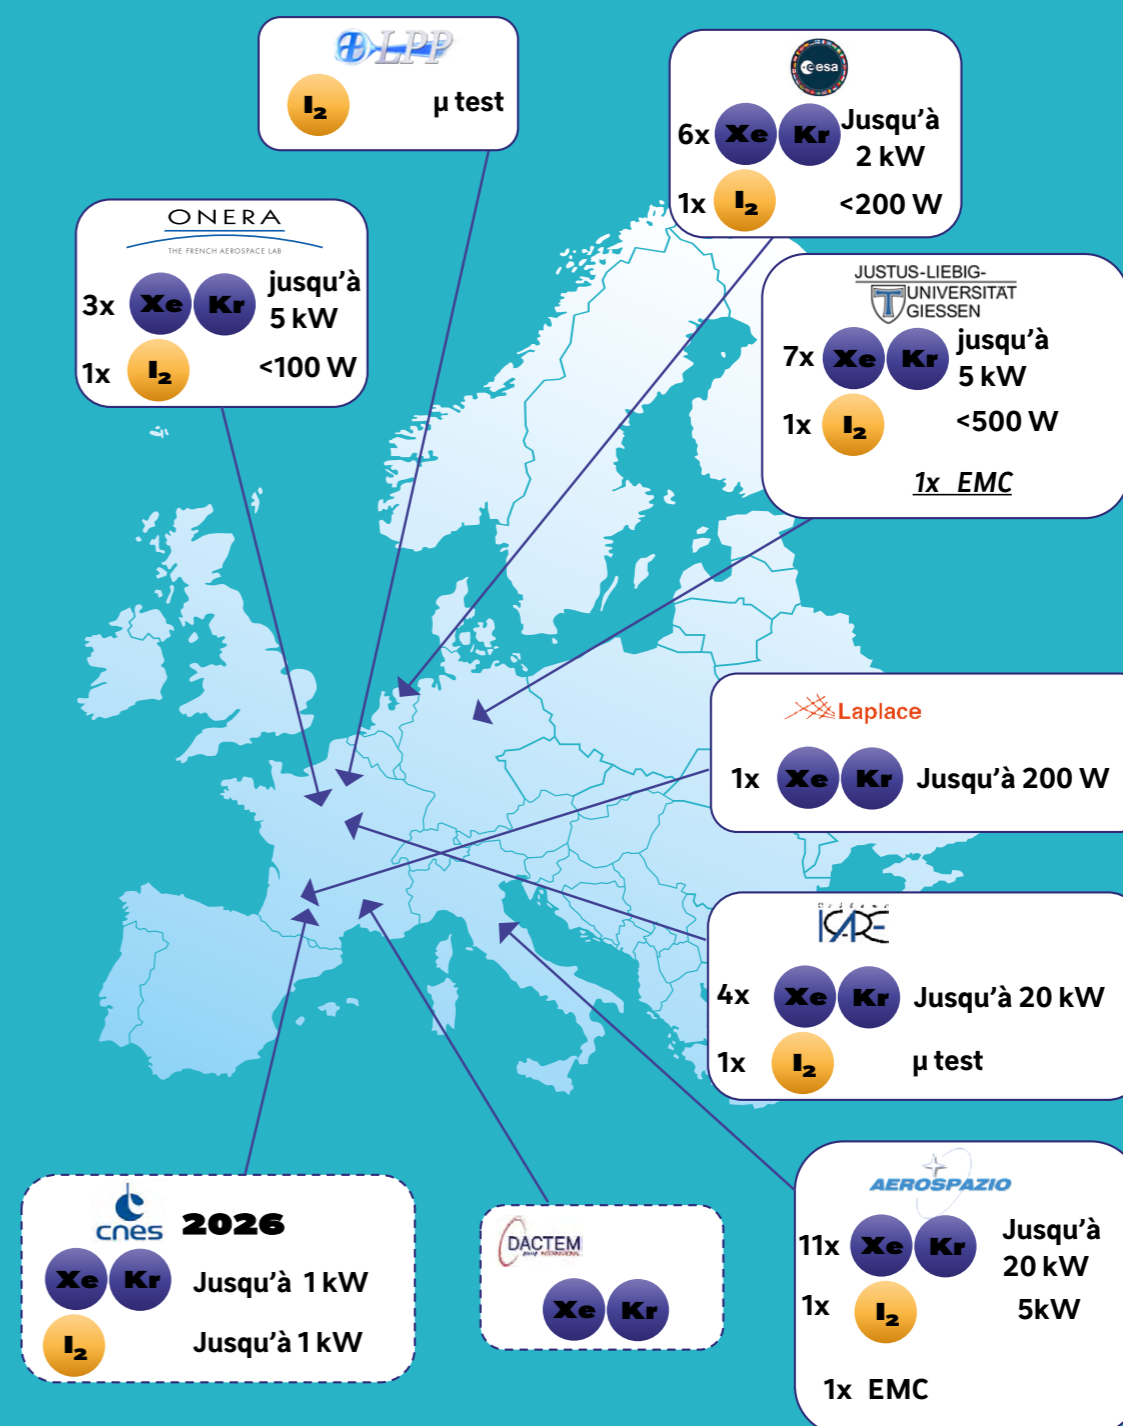 LPP
I₂ µ test
esa
6x Xe Kr Jusqu'à
2 kW
1x I₂ <200 W
ONERA
THE FRENCH AEROSPACE LAB
3x Xe Kr jusqu'à
5 kW
1x I₂ <100 W
JUSTUS-LIEBIG-
UNIVERSITÄT
GIESSEN
7x Xe Kr jusqu'à
5 kW
1x I₂ <500 W
1x EMC
Laplace
1x Xe Kr Jusqu'à 200 W
ICARE
4x Xe Kr Jusqu'à 20 kW
1x I₂ µ test
cnes 2026
Xe Kr Jusqu'à 1 kW
I₂ Jusqu'à 1 kW
DACTEM
Xe Kr
AEROSPAZIO
11x Xe Kr Jusqu'à
20 kW
1x I₂ 5kW
1x EMC